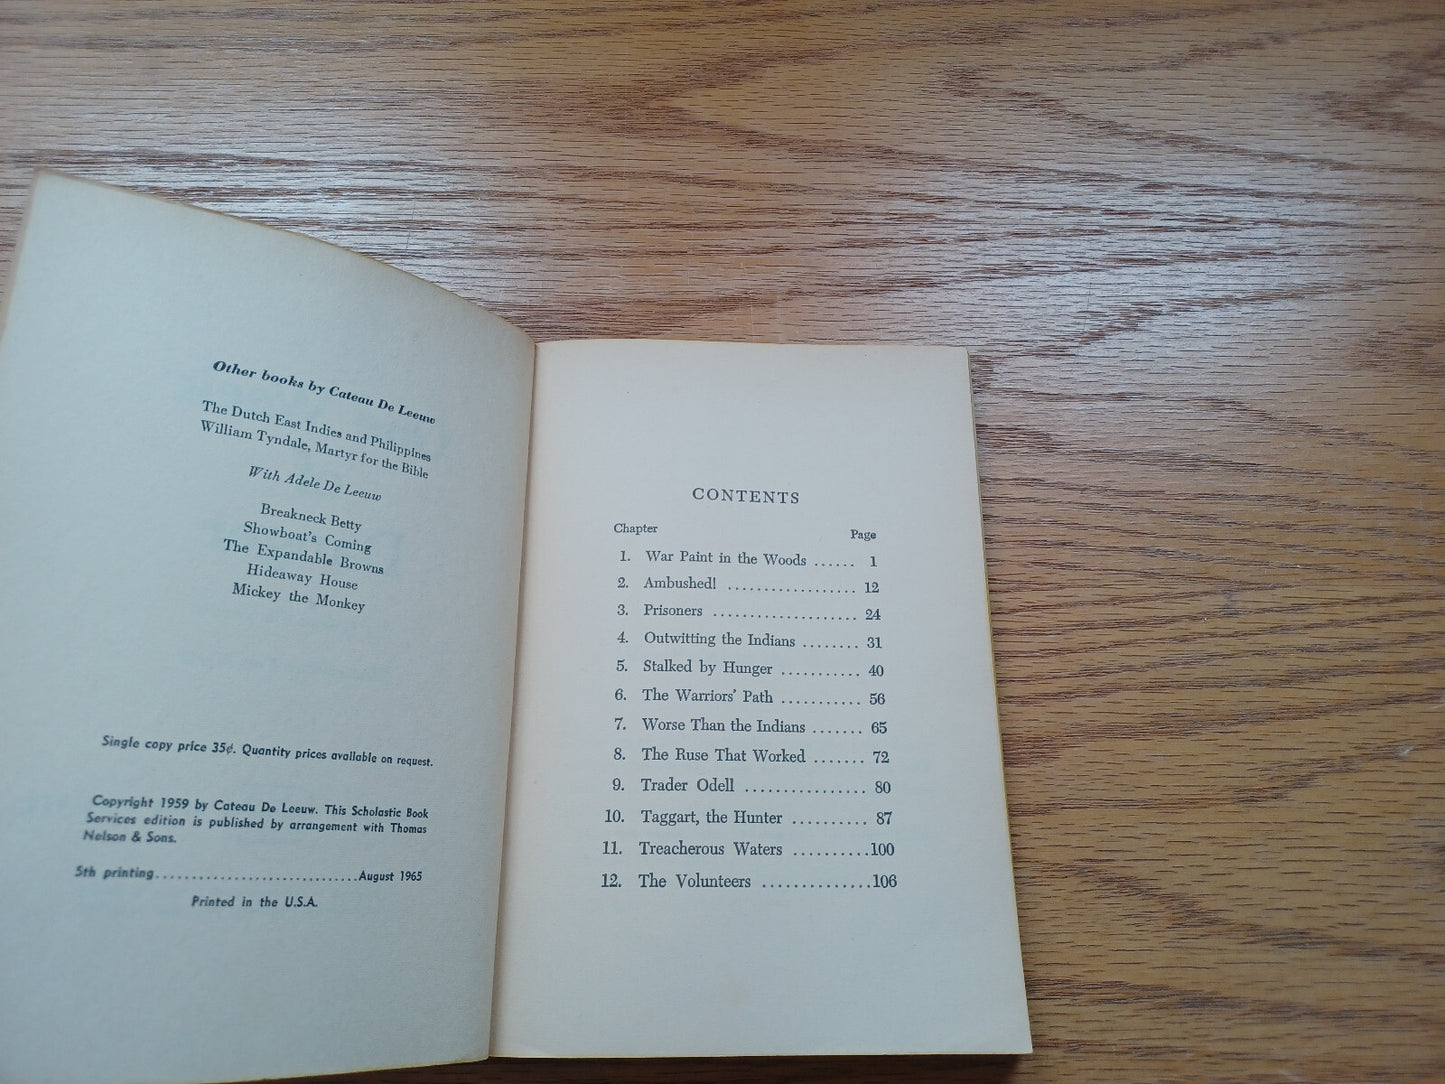 Other books by Cateau De Leeuw
The Dutch East Indies and Philippines
William Tyndale, Martyr for the Bible
With Adele De Leeuw
Breakneck Betty
Showboat's Coming
The Expandable Browns
Hideaway House
Mickey the Monkey
Single copy price 35¢. Quantity prices available on request.
Copyright 1959 by Cateau De Leeuw. This Scholastic Book
Services edition is published by arrangement with Thomas
Nelson & Sons.
5th printing..............................August 1965
Printed in the U.S.A.
CONTENTS
Chapter Page
1. War Paint in the Woods ...... 1
2. Ambushed! .................. 12
3. Prisoners .................... 24
4. Outwitting the Indians ........ 31
5. Stalked by Hunger ........... 40
6. The Warriors' Path ........... 56
7. Worse Than the Indians ....... 65
8. The Ruse That Worked ....... 72
9. Trader Odell ................ 80
10. Taggart, the Hunter .......... 87
11. Treacherous Waters ..........100
12. The Volunteers ..............106